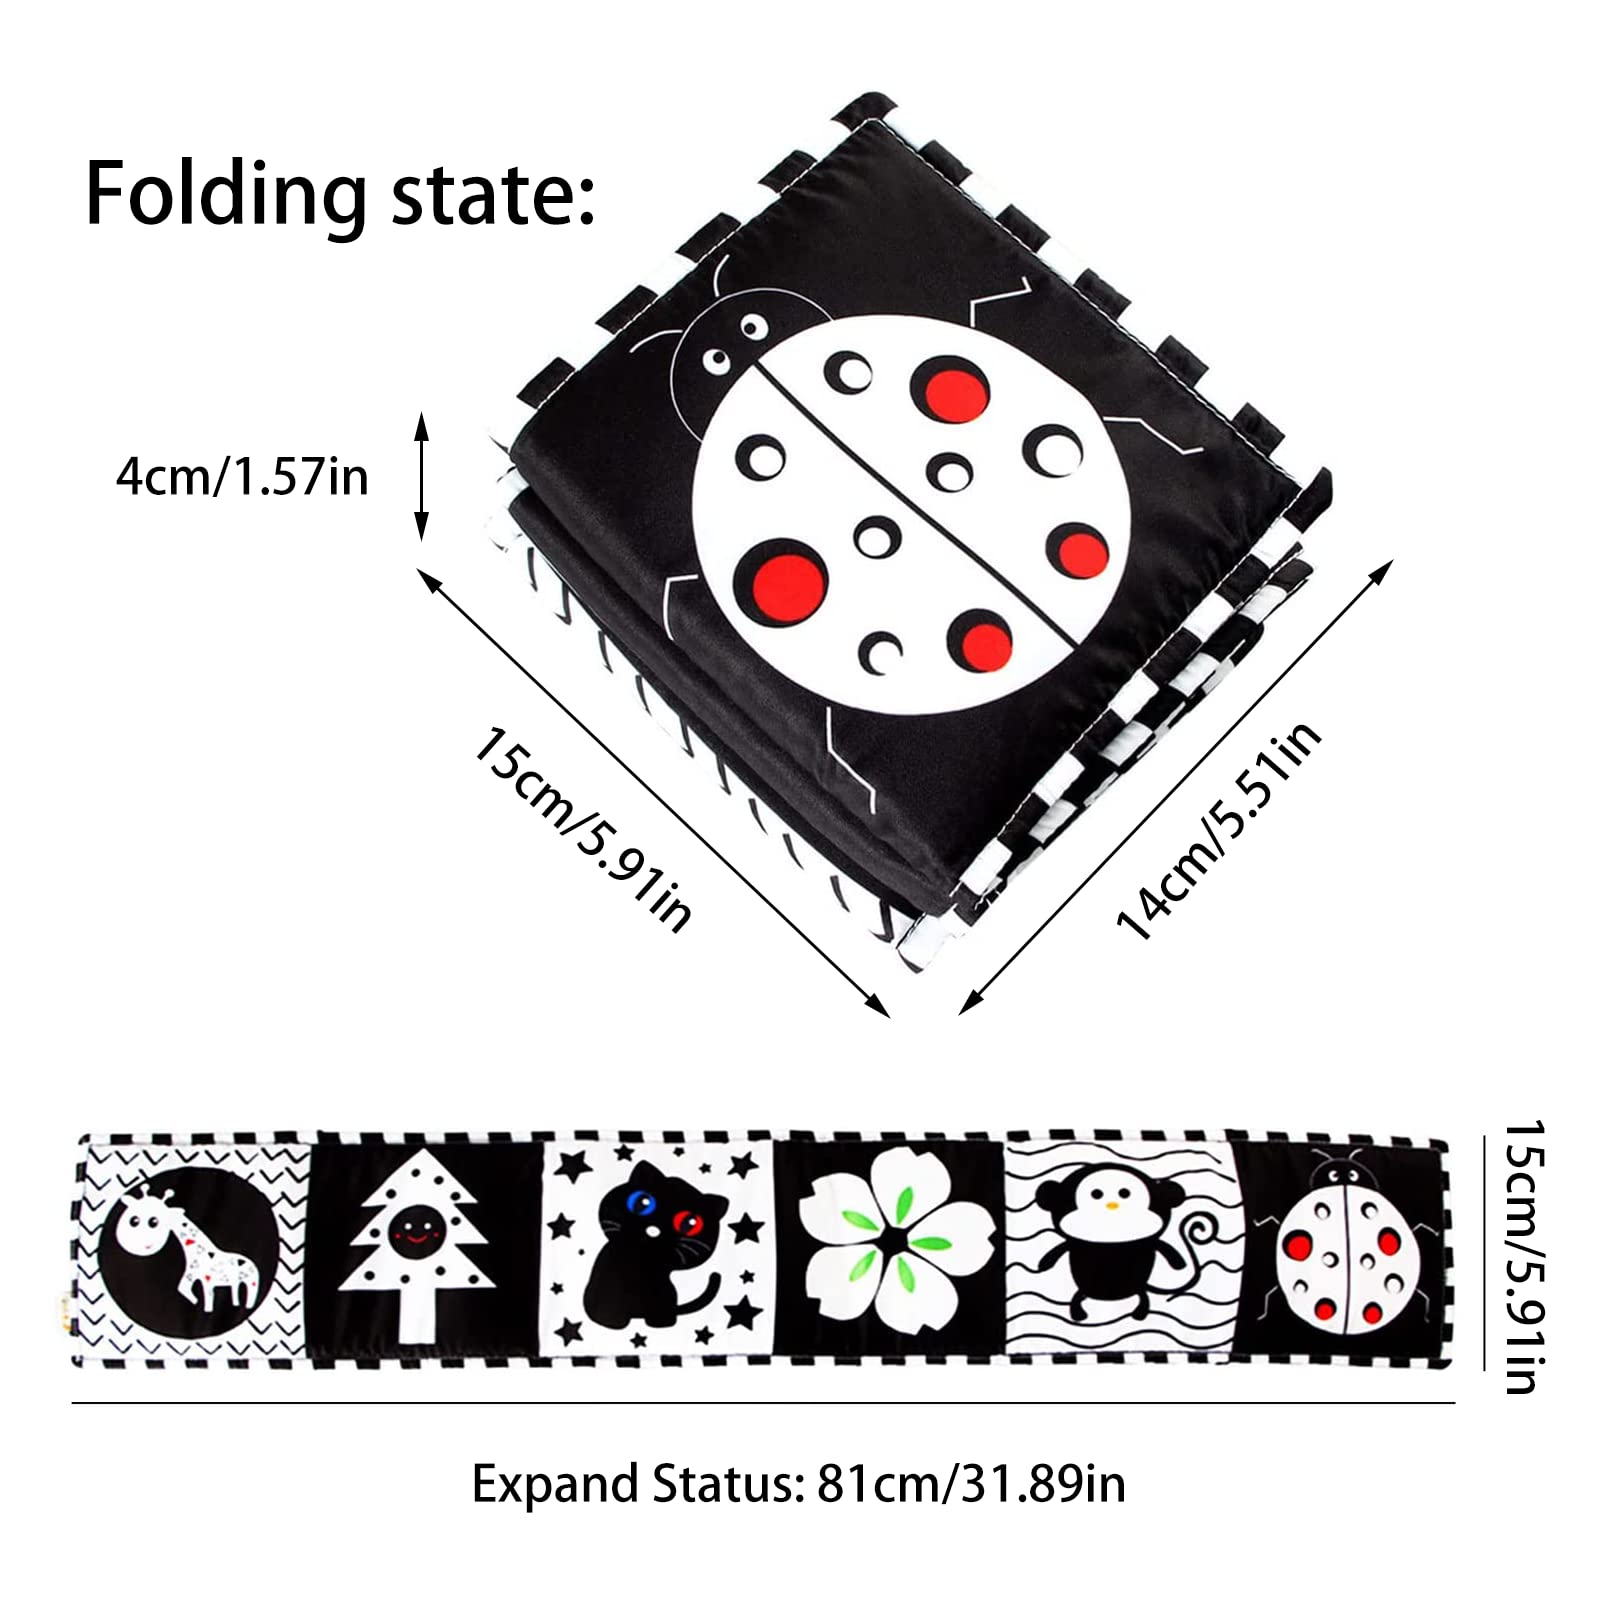 Folding state:
4cm/1.57in
15cm/5.91in
14cm/5.51in
15cm/5.91in
Expand Status: 81cm/31.89in